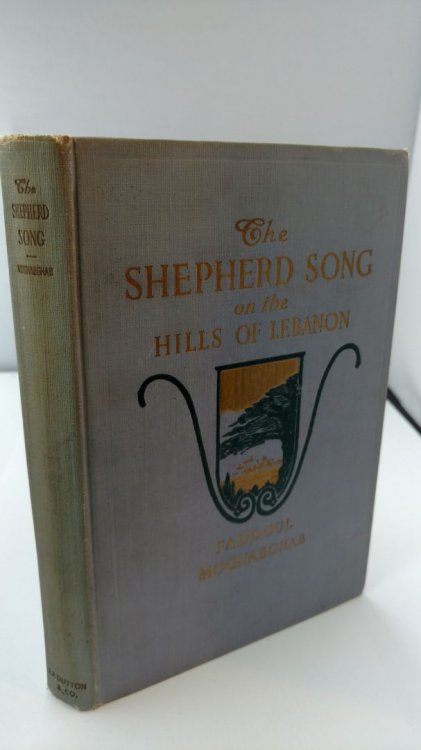 The
SHEPHERD
SONG
MOGHABGHAB
The
SHEPHERD SONG
on the
HILLS OF LEBANON
FADDOUL
MOGHABGHAB
E.P. DUTTON
& CO.